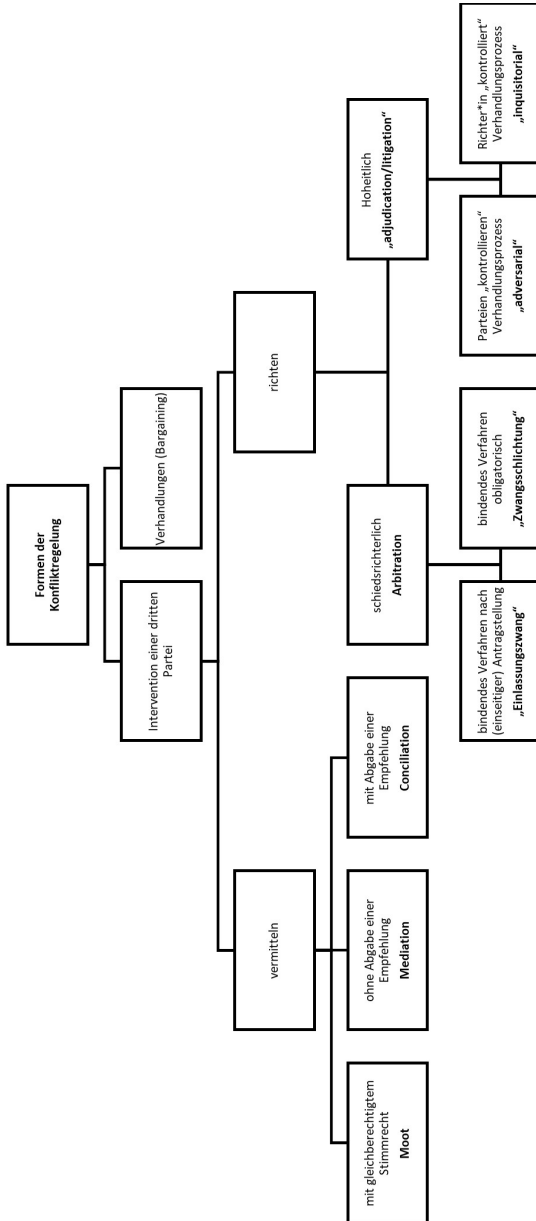 Formen der
Konfliktregelung
Intervention einer dritten
Partei
Verhandlungen (Bargaining)
vermitteln
richten
mit gleichberechtigtem
Stimmrecht
Moot
ohne Abgabe einer
Empfehlung
Mediation
mit Abgabe einer
Empfehlung
Conciliation
schiedsrichterlich
Arbitration
Hoheitlich
„adjudication/litigation“
bindendes Verfahren nach
(einseitiger) Antragstellung
„Einlassungszwang“
bindendes Verfahren
obligatorisch
„Zwangsschlichtung“
Parteien „kontrollieren“
Verhandlungsprozess
„adversarial“
Richter*in „kontrolliert“
Verhandlungsprozess
„inquisitorial“